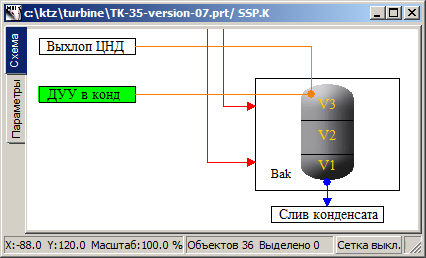 c:\ktz\turbine\TK-35-version-07.prt/ SSP.K
Схема
Параметры
Выхлоп ЦНД
ДУУ в конд
V3
V2
V1
Bak
Слив конденсата
X:-88.0 Y:120.0 Масштаб:100.0 % Объектов 36 Выделено 0 Сетка выкл.